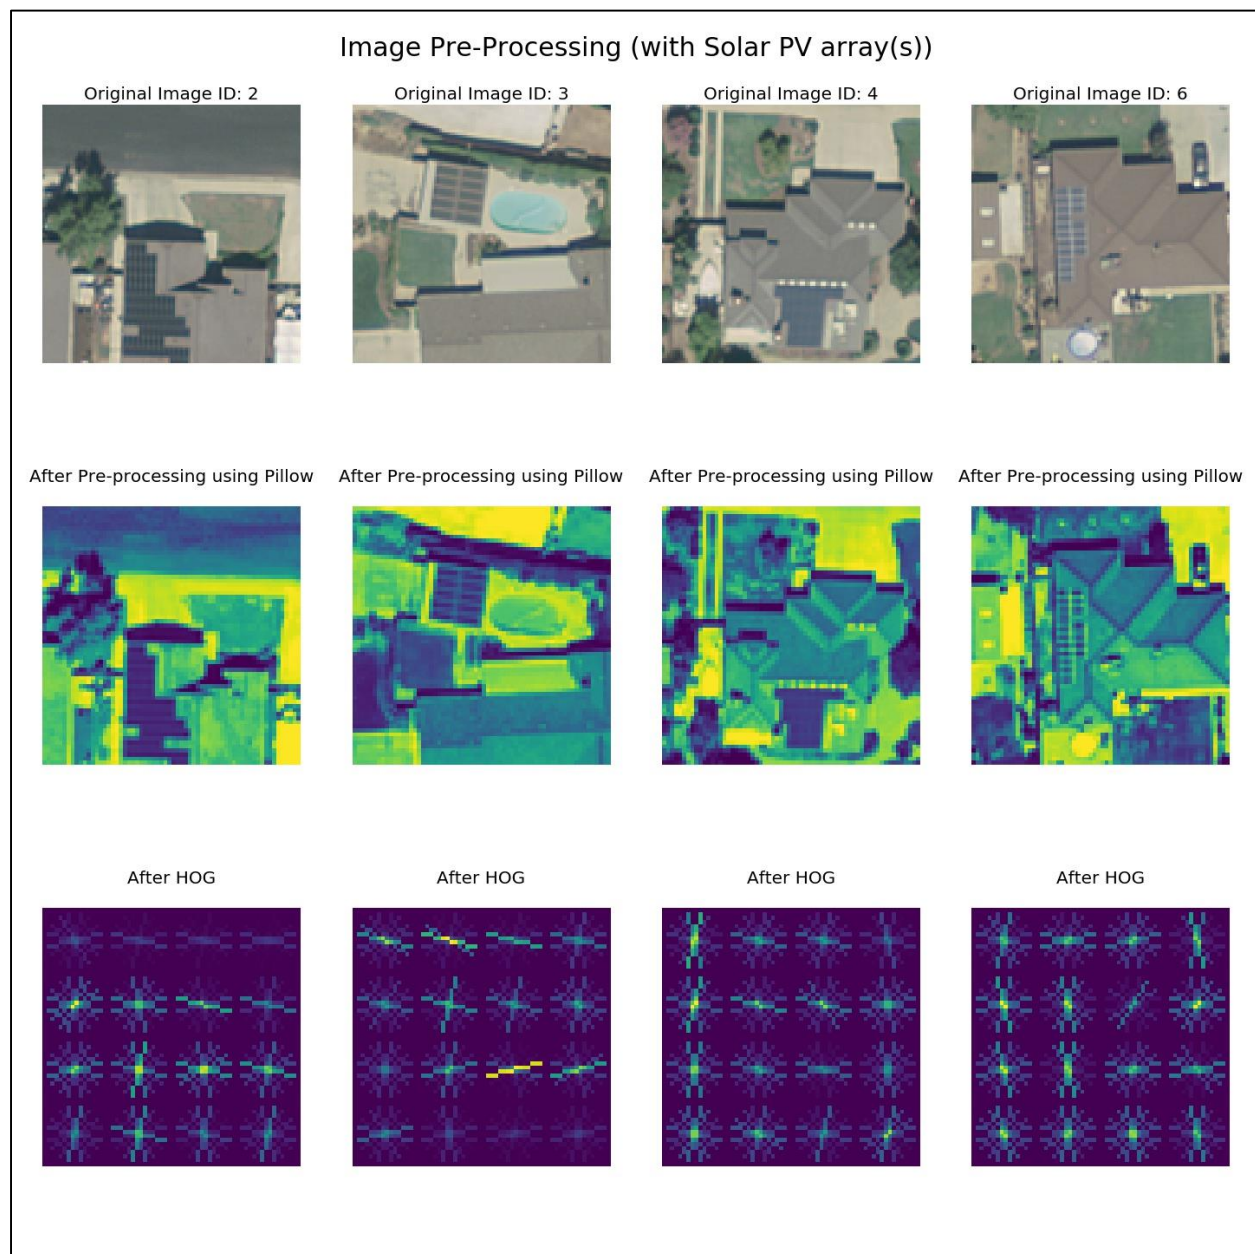 Image Pre-Processing (with Solar PV array(s))
Original Image ID: 2
Original Image ID: 3
Original Image ID: 4
Original Image ID: 6
After Pre-processing using Pillow
After Pre-processing using Pillow
After Pre-processing using Pillow
After Pre-processing using Pillow
After HOG
After HOG
After HOG
After HOG